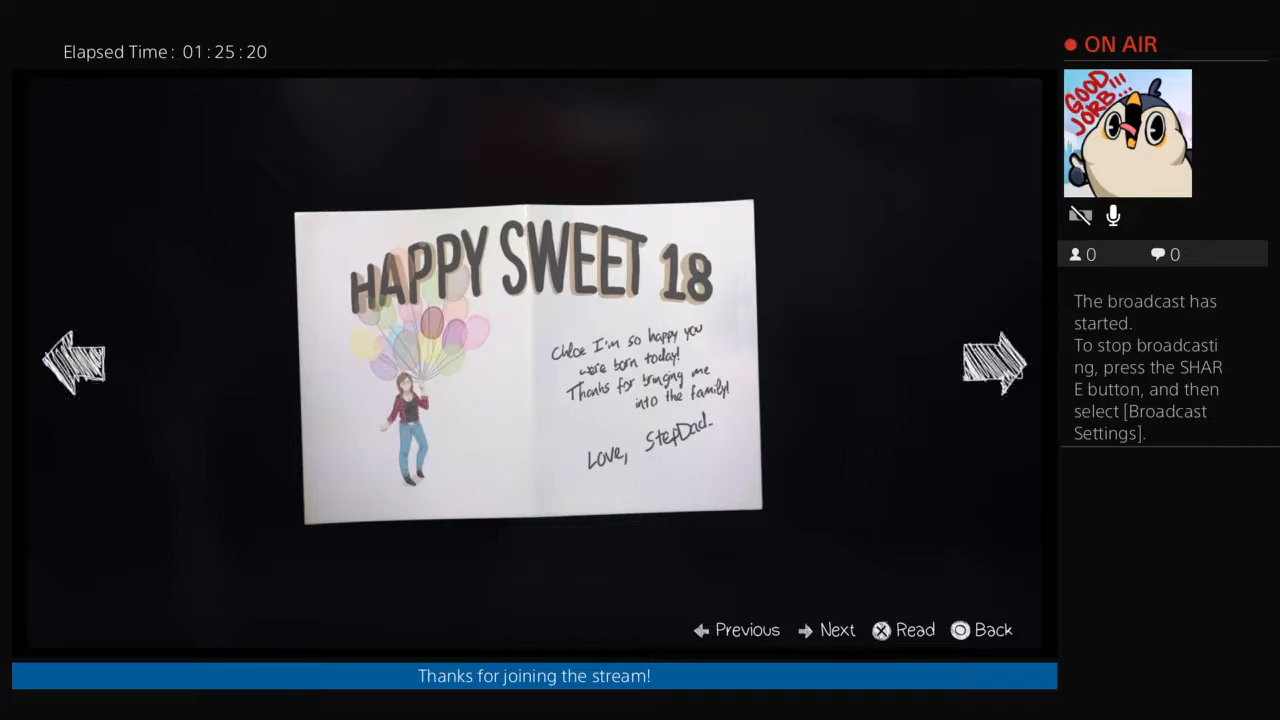 Elapsed Time: 01:25:20
ON AIR
GOOD
JORB!!!...
0
0
The broadcast has
started.
To stop broadcasti
ng, press the SHAR
E button, and then
select [Broadcast
Settings].
HAPPY SWEET 18
Chloe I'm so happy you
were born today!
Thanks for bringing me
into the family!
Love, StepDad-
Previous
Next
Read
Back
Thanks for joining the stream!